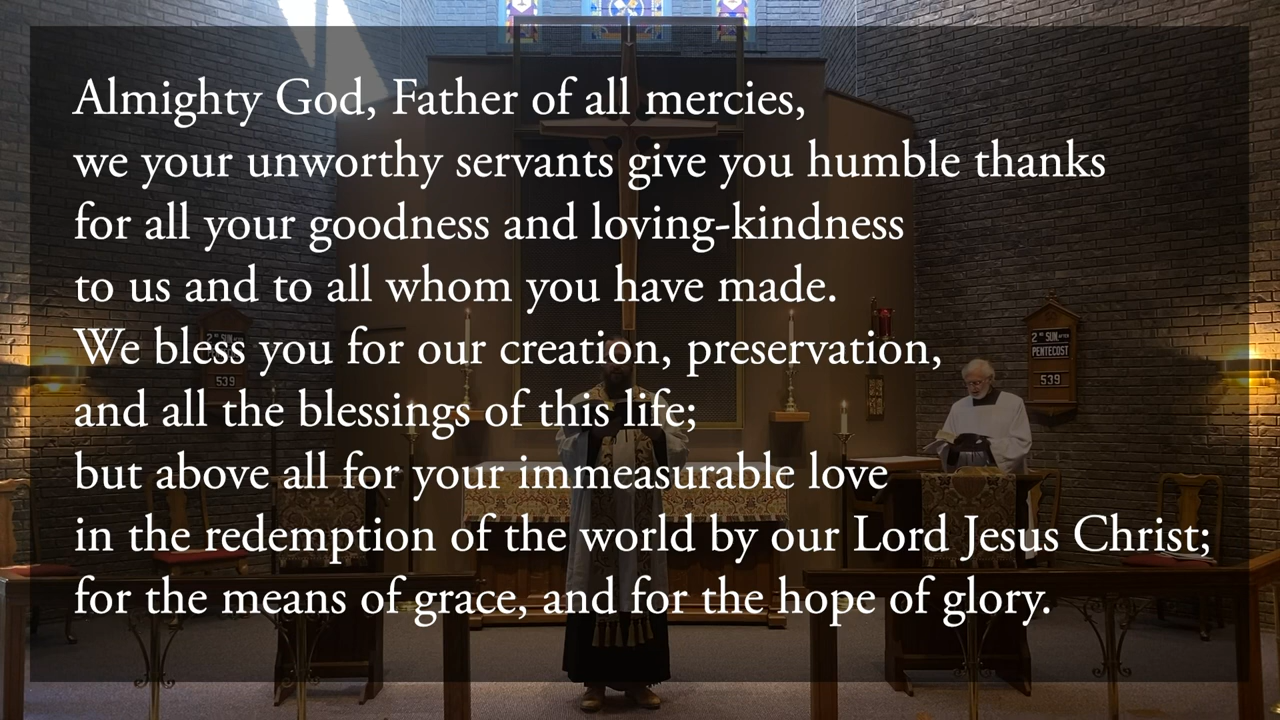 Almighty God, Father of all mercies,
we your unworthy servants give you humble thanks
for all your goodness and loving-kindness
to us and to all whom you have made.
We bless you for our creation, preservation,
and all the blessings of this life;
but above all for your immeasurable love
in the redemption of the world by our Lord Jesus Christ;
for the means of grace, and for the hope of glory.
2ND SUN AFTER
PENTECOST
539
2ND SUN
539